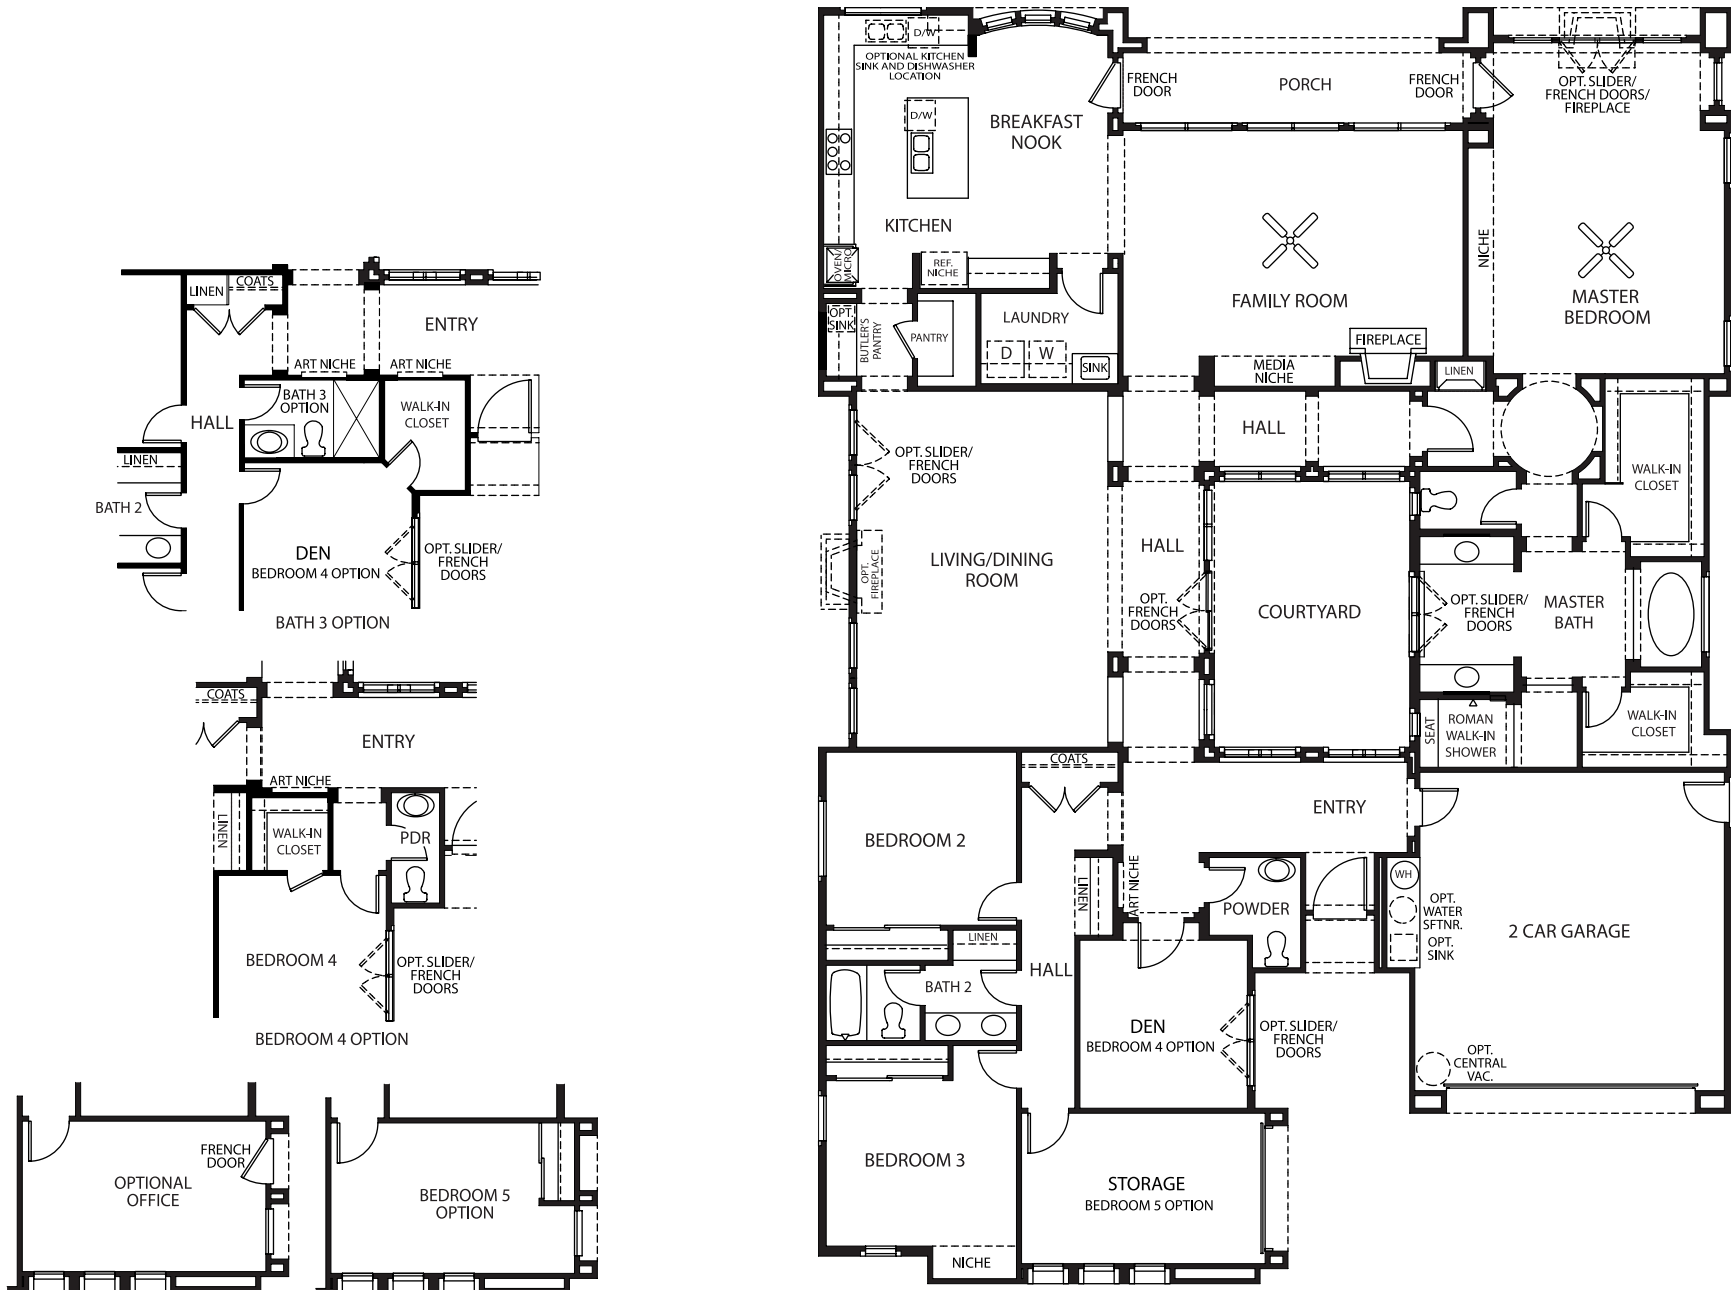 LINEN
COATS
ENTRY
ART NICHE
ART NICHE
HALL
BATH 3
OPTION
WALK-IN
CLOSET
LINEN
BATH 2
DEN
BEDROOM 4 OPTION
OPT. SLIDER/
FRENCH
DOORS
BATH 3 OPTION
COATS
ENTRY
ART NICHE
LINEN
WALK-IN
CLOSET
PDR
BEDROOM 4
OPT. SLIDER/
FRENCH
DOORS
BEDROOM 4 OPTION
OPTIONAL
OFFICE
FRENCH
DOOR
BEDROOM 5
OPTION
D/W
OPTIONAL KITCHEN
SINK AND DISHWASHER
LOCATION
D/W
BREAKFAST
NOOK
KITCHEN
OVEN/
MICRO
REF.
NICHE
FRENCH
DOOR
PORCH
FRENCH
DOOR
OPT. SLIDER/
FRENCH DOORS/
FIREPLACE
NICHE
FAMILY ROOM
MASTER
BEDROOM
OPT.
SINK
BUTLER'S
PANTRY
PANTRY
LAUNDRY
D
W
SINK
MEDIA
NICHE
FIREPLACE
LINEN
HALL
OPT. SLIDER/
FRENCH
DOORS
WALK-IN
CLOSET
LIVING/DINING
ROOM
OPT.
FIREPLACE
HALL
OPT.
FRENCH
DOORS
COURTYARD
OPT. SLIDER/
FRENCH
DOORS
MASTER
BATH
SEAT
ROMAN
WALK-IN
SHOWER
WALK-IN
CLOSET
COATS
ENTRY
BEDROOM 2
LINEN
ART NICHE
POWDER
WH
OPT.
WATER
SFTNR.
OPT.
SINK
2 CAR GARAGE
LINEN
BATH 2
HALL
DEN
BEDROOM 4 OPTION
OPT. SLIDER/
FRENCH
DOORS
OPT.
CENTRAL
VAC.
BEDROOM 3
STORAGE
BEDROOM 5 OPTION
NICHE